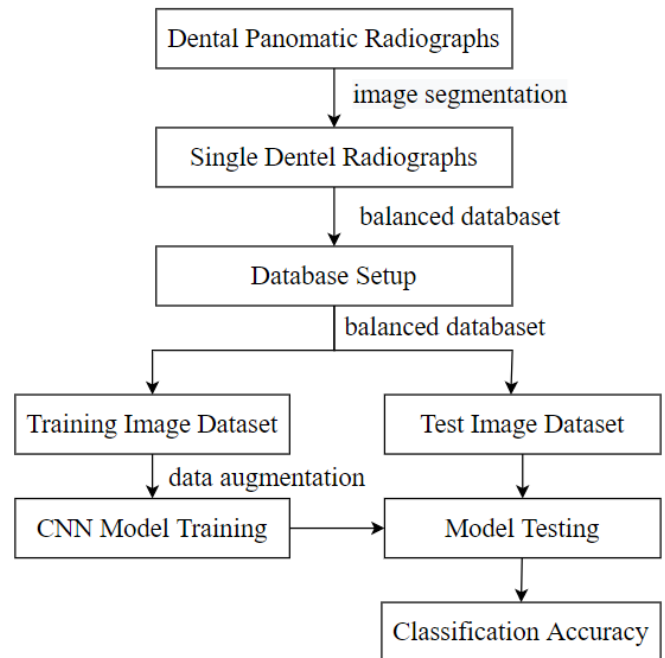 Dental Panomatic Radiographs
image segmentation
Single Dentel Radiographs
balanced databaset
Database Setup
balanced databaset
Training Image Dataset
Test Image Dataset
data augmentation
CNN Model Training
Model Testing
Classification Accuracy